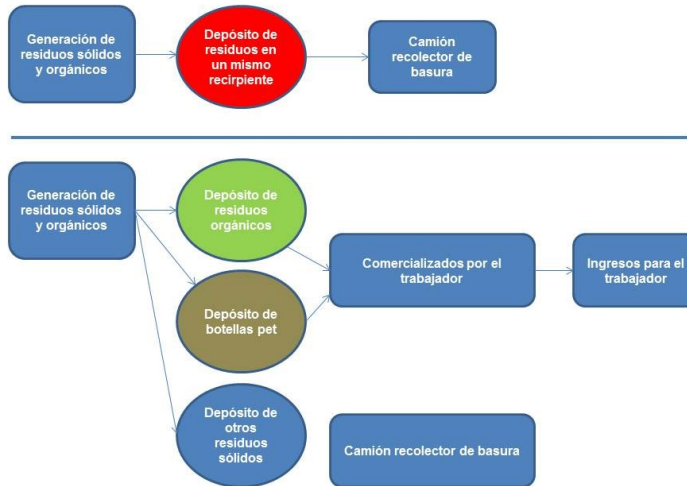 Generación de
residuos sólidos
y orgánicos
Depósito de
residuos en
un mismo
recirpiente
Camión
recolector de
basura
Generación de
residuos sólidos
y orgánicos
Depósito de
residuos
orgánicos
Comercializados por el
trabajador
Ingresos para el
trabajador
Depósito de
botellas pet
Depósito de
otros
residuos
sólidos
Camión recolector de basura